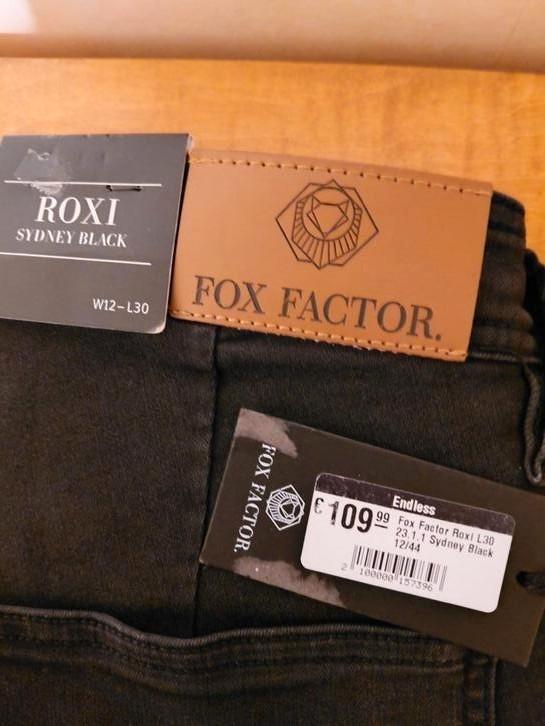 ROXI
SYDNEY BLACK
W12–L30
FOX FACTOR.
FOX FACTOR.
Endless
€109 99
Fox Factor Roxi L30
23.1.1 Sydney Black
12/44
2 100000 157396